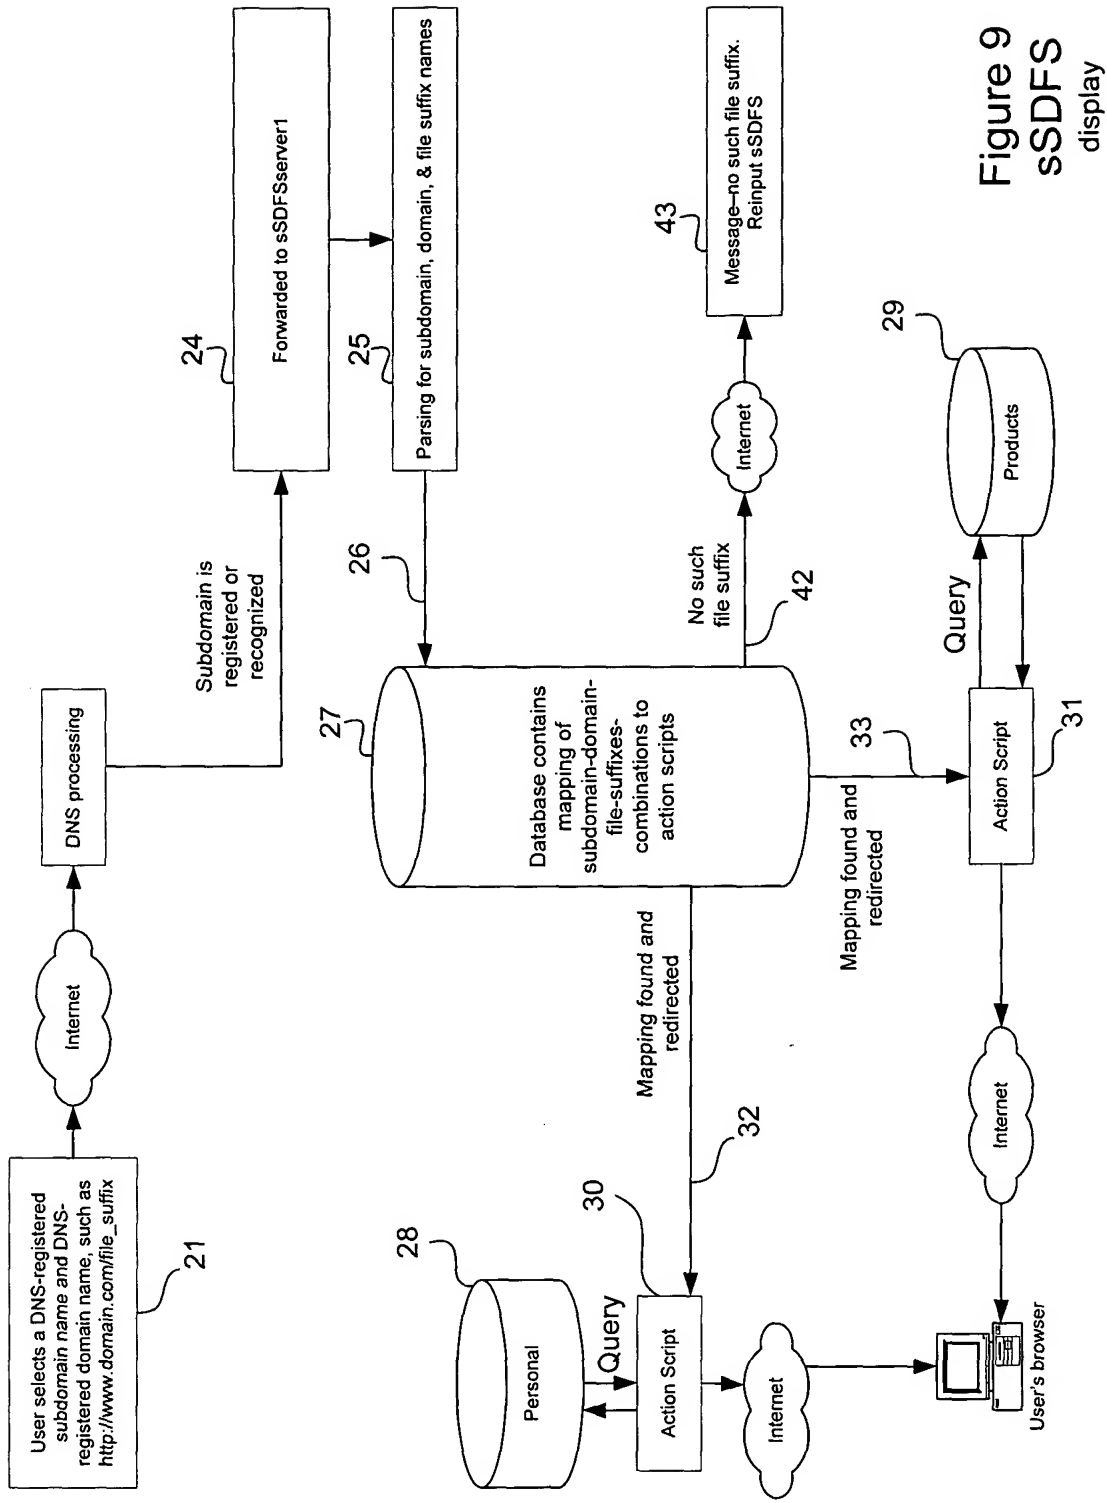 User selects a DNS-registered
subdomain name and DNS-
registered domain name, such as
http://www.domain.com/file_suffix
21
Internet
DNS processing
Subdomain is
registered or
recognized
24
Forwarded to sSDFSserver1
25
Parsing for subdomain, domain, & file suffix names
26
27
Database contains
mapping of
subdomain-domain-
file-suffixes-
combinations to
action scripts
No such
file suffix
42
Internet
43
Message–no such file suffix.
Reinput sSDFS
Mapping found and
redirected
32
28
Personal
Query
30
Action Script
Internet
User's browser
Mapping found and
redirected
33
Action Script
31
Query
29
Products
Internet
Figure 9
sSDFS
display